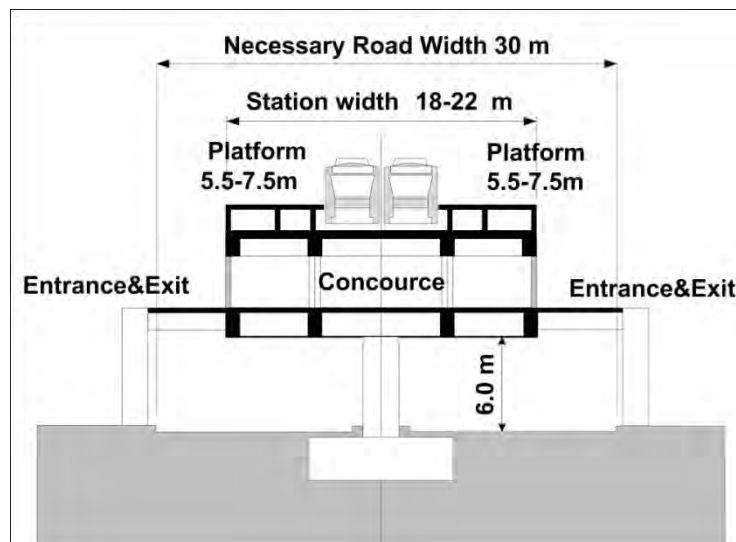 Necessary Road Width 30 m
Station width 18-22 m
Platform
5.5-7.5m
Platform
5.5-7.5m
Entrance&Exit
Concource
Entrance&Exit
6.0 m